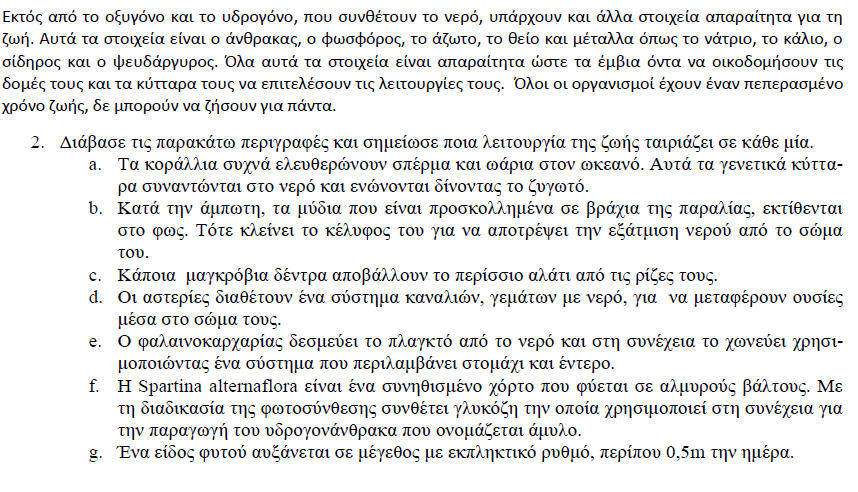 Εκτός από το οξυγόνο και το υδρογόνο, που συνθέτουν το νερό, υπάρχουν και άλλα στοιχεία απαραίτητα για τη
ζωή. Αυτά τα στοιχεία είναι ο άνθρακας, ο φωσφόρος, το άζωτο, το θείο και μέταλλα όπως το νάτριο, το κάλιο, ο
σίδηρος και ο ψευδάργυρος. Όλα αυτά τα στοιχεία είναι απαραίτητα ώστε τα έμβια όντα να οικοδομήσουν τις
δομές τους και τα κύτταρα τους να επιτελέσουν τις λειτουργίες τους. Όλοι οι οργανισμοί έχουν έναν πεπερασμένο
χρόνο ζωής, δε μπορούν να ζήσουν για πάντα.
2. Διάβασε τις παρακάτω περιγραφές και σημείωσε ποια λειτουργία της ζωής ταιριάζει σε κάθε μία.
a. Τα κοράλλια συχνά ελευθερώνουν σπέρμα και ωάρια στον ωκεανό. Αυτά τα γενετικά κύττα-
ρα συναντώνται στο νερό και ενώνονται δίνοντας το ζυγωτό.
b. Κατά την άμπωτη, τα μύδια που είναι προσκολλημένα σε βράχια της παραλίας, εκτίθενται
στο φως. Τότε κλείνει το κέλυφος του για να αποτρέψει την εξάτμιση νερού από το σώμα
του.
c. Κάποια μαγκρόβια δέντρα αποβάλλουν το περίσσιο αλάτι από τις ρίζες τους.
d. Οι αστερίες διαθέτουν ένα σύστημα καναλιών, γεμάτων με νερό, για να μεταφέρουν ουσίες
μέσα στο σώμα τους.
e. Ο φαλαινοκαρχαρίας δεσμεύει το πλαγκτό από το νερό και στη συνέχεια το χωνεύει χρησι-
μοποιώντας ένα σύστημα που περιλαμβάνει στομάχι και έντερο.
f. Η Spartina alternaflora είναι ένα συνηθισμένο χόρτο που φύεται σε αλμυρούς βάλτους. Με
τη διαδικασία της φωτοσύνθεσης συνθέτει γλυκόζη την οποία χρησιμοποιεί στη συνέχεια για
την παραγωγή του υδρογονάνθρακα που ονομάζεται άμυλο.
g. Ένα είδος φυτού αυξάνεται σε μέγεθος με εκπληκτικό ρυθμό, περίπου 0,5m την ημέρα.